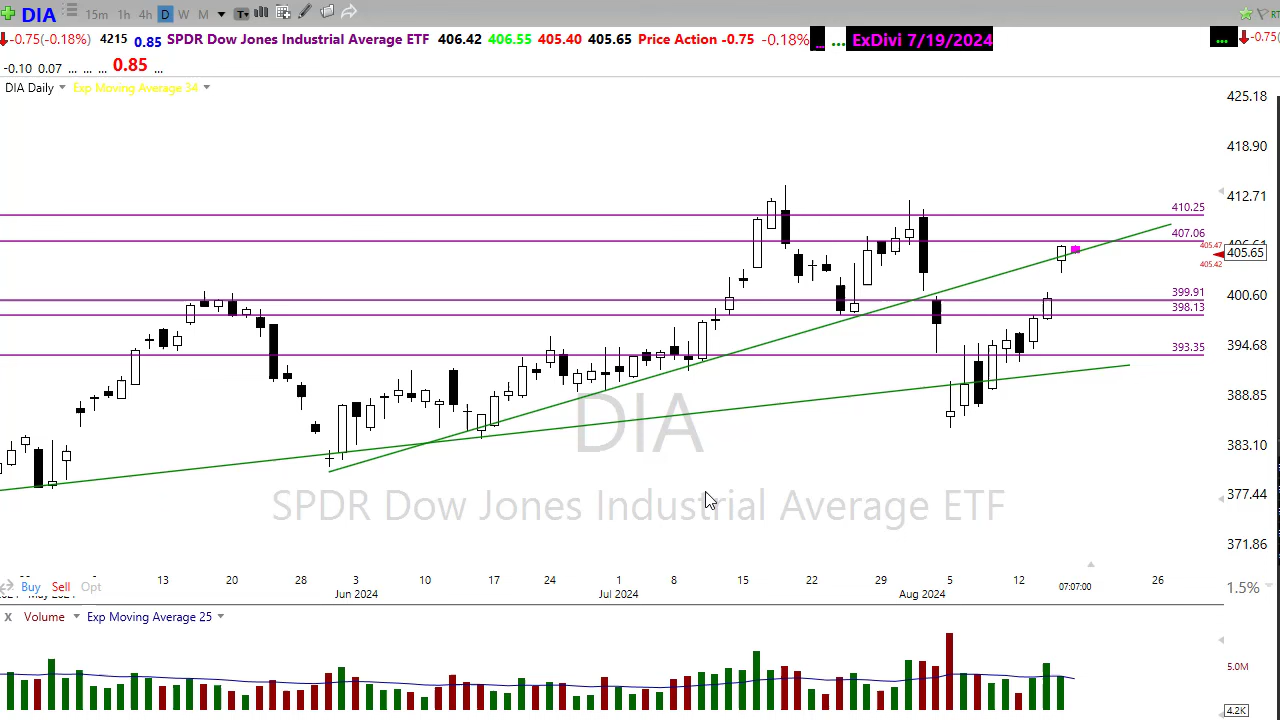 DIA 15m 1h 4h D W M T
-0.75(-0.18%) 4215 0.85 SPDR Dow Jones Industrial Average ETF 406.42 406.55 405.40 405.65 Price Action -0.75 -0.18% ... ... ExDivi 7/19/2024 ... -0.75(
-0.10 0.07 ... ... ... 0.85 ...
DIA Daily Exp Moving Average 34
425.18
418.90
412.71
410.25
407.06
405.47
405.65
405.42
399.91
400.60
398.13
393.35
394.68
388.85
DIA
383.10
377.44
SPDR Dow Jones Industrial Average ETF
371.86
Buy Sell Opt
13 20 28 3 10 17 24 1 8 15 22 29 5 12 07:07:00 26 1.5%
Jun 2024 Jul 2024 Aug 2024
X Volume Exp Moving Average 25
5.0M
4.2K